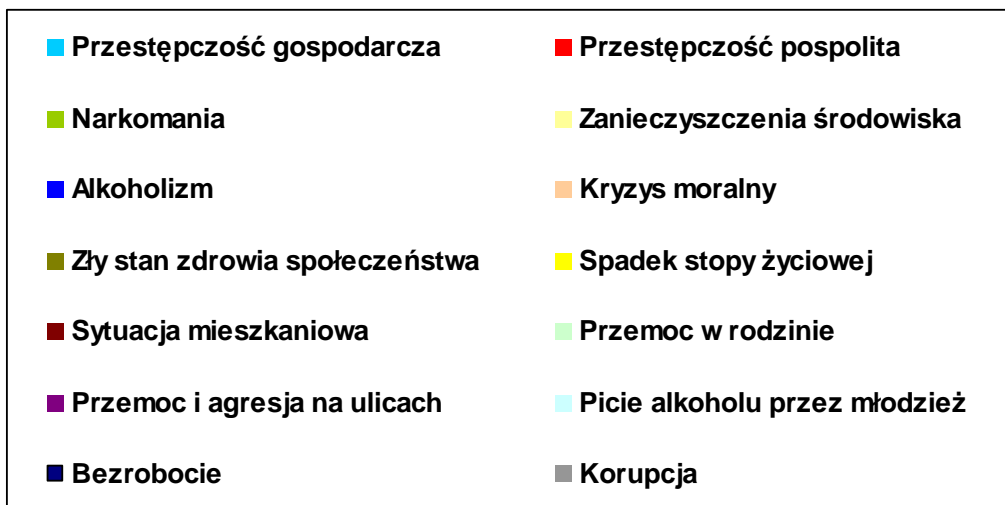 Przestępczość gospodarcza
Przestępczość pospolita
Narkomania
Zanieczyszczenia środowiska
Alkoholizm
Kryzys moralny
Zły stan zdrowia społeczeństwa
Spadek stopy życiowej
Sytuacja mieszkaniowa
Przemoc w rodzinie
Przemoc i agresja na ulicach
Picie alkoholu przez młodzież
Bezrobocie
Korupcja